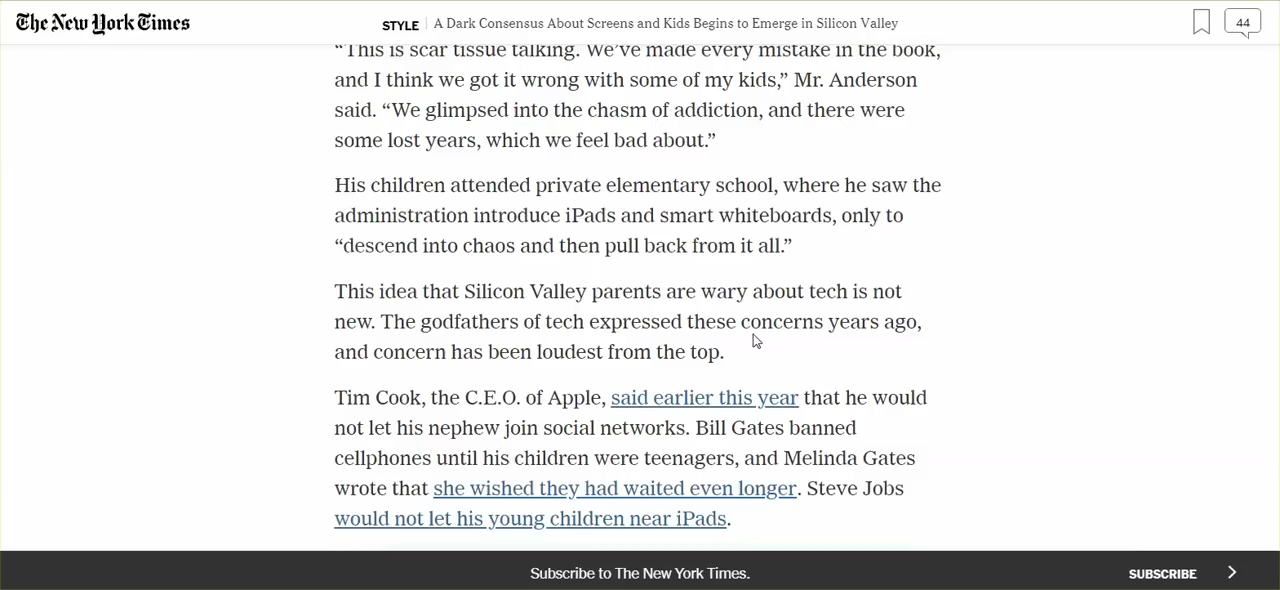 The New York Times
STYLE A Dark Consensus About Screens and Kids Begins to Emerge in Silicon Valley
44
“This is scar tissue talking. We’ve made every mistake in the book,
and I think we got it wrong with some of my kids,” Mr. Anderson
said. “We glimpsed into the chasm of addiction, and there were
some lost years, which we feel bad about.”
His children attended private elementary school, where he saw the
administration introduce iPads and smart whiteboards, only to
“descend into chaos and then pull back from it all.”
This idea that Silicon Valley parents are wary about tech is not
new. The godfathers of tech expressed these concerns years ago,
and concern has been loudest from the top.
Tim Cook, the C.E.O. of Apple, said earlier this year that he would
not let his nephew join social networks. Bill Gates banned
cellphones until his children were teenagers, and Melinda Gates
wrote that she wished they had waited even longer. Steve Jobs
would not let his young children near iPads.
Subscribe to The New York Times.
SUBSCRIBE